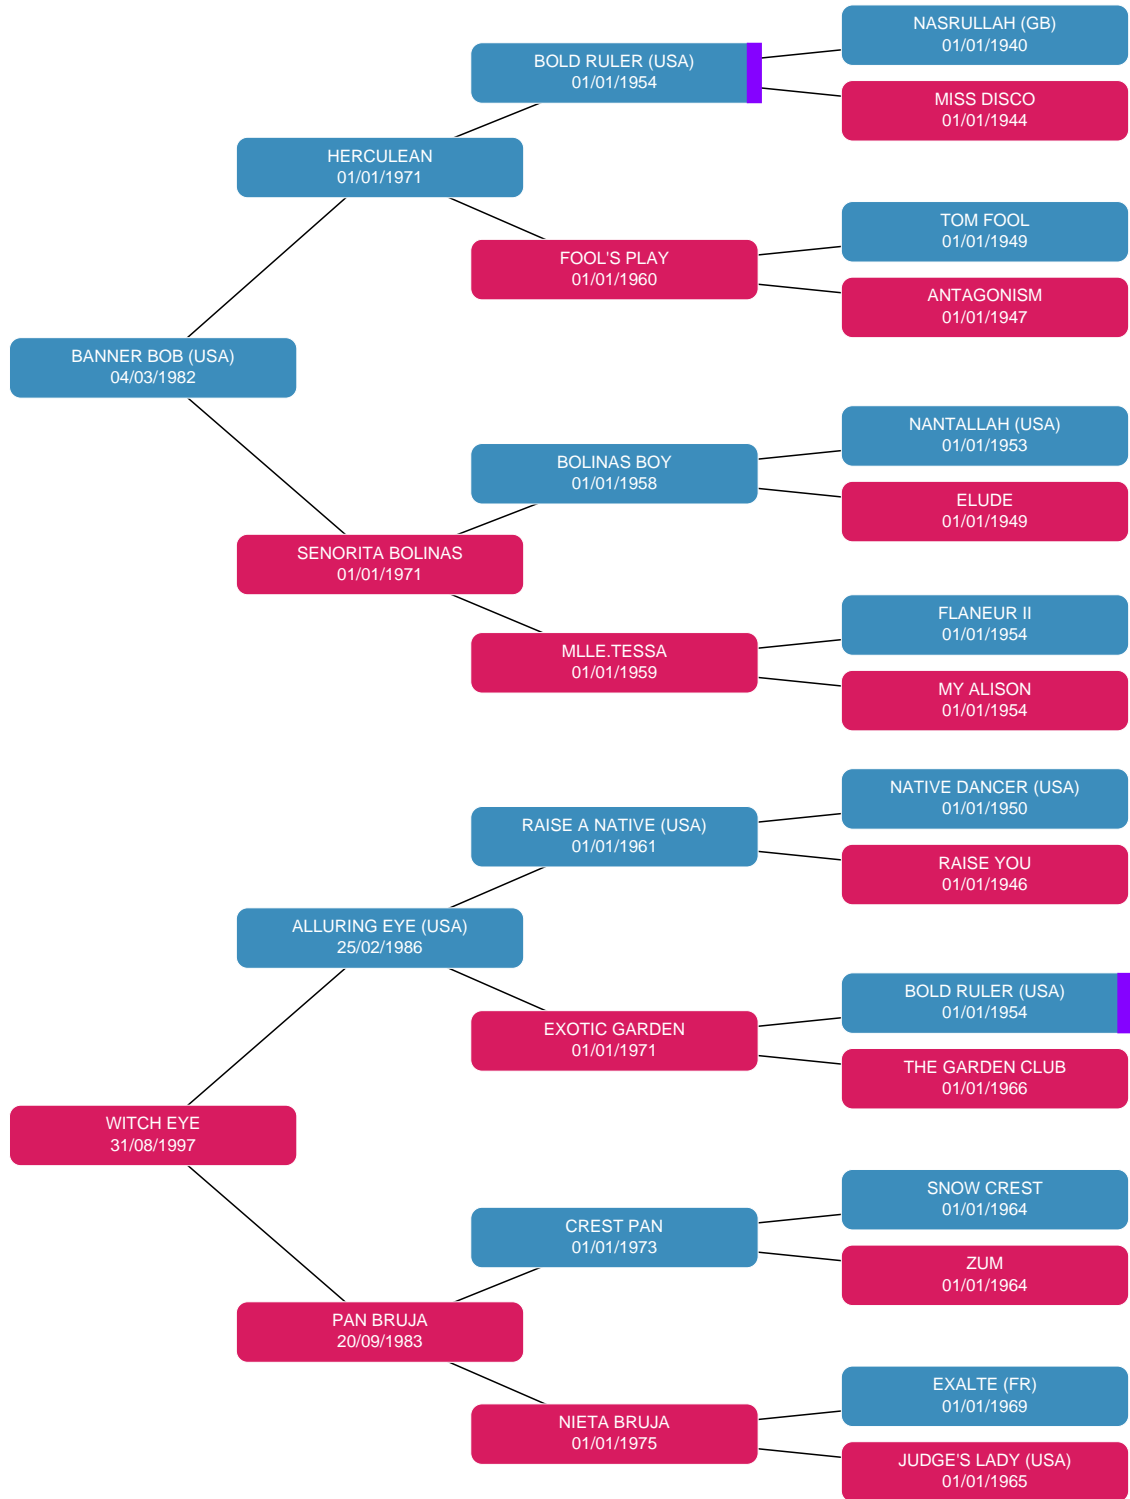 NASRULLAH (GB)
01/01/1940
BOLD RULER (USA)
01/01/1954
MISS DISCO
01/01/1944
HERCULEAN
01/01/1971
TOM FOOL
01/01/1949
FOOL'S PLAY
01/01/1960
ANTAGONISM
01/01/1947
BANNER BOB (USA)
04/03/1982
NANTALLAH (USA)
01/01/1953
BOLINAS BOY
01/01/1958
ELUDE
01/01/1949
SENORITA BOLINAS
01/01/1971
FLANEUR II
01/01/1954
MLLE.TESSA
01/01/1959
MY ALISON
01/01/1954
NATIVE DANCER (USA)
01/01/1950
RAISE A NATIVE (USA)
01/01/1961
RAISE YOU
01/01/1946
ALLURING EYE (USA)
25/02/1986
BOLD RULER (USA)
01/01/1954
EXOTIC GARDEN
01/01/1971
THE GARDEN CLUB
01/01/1966
WITCH EYE
31/08/1997
SNOW CREST
01/01/1964
CREST PAN
01/01/1973
ZUM
01/01/1964
PAN BRUJA
20/09/1983
EXALTE (FR)
01/01/1969
NIETA BRUJA
01/01/1975
JUDGE'S LADY (USA)
01/01/1965